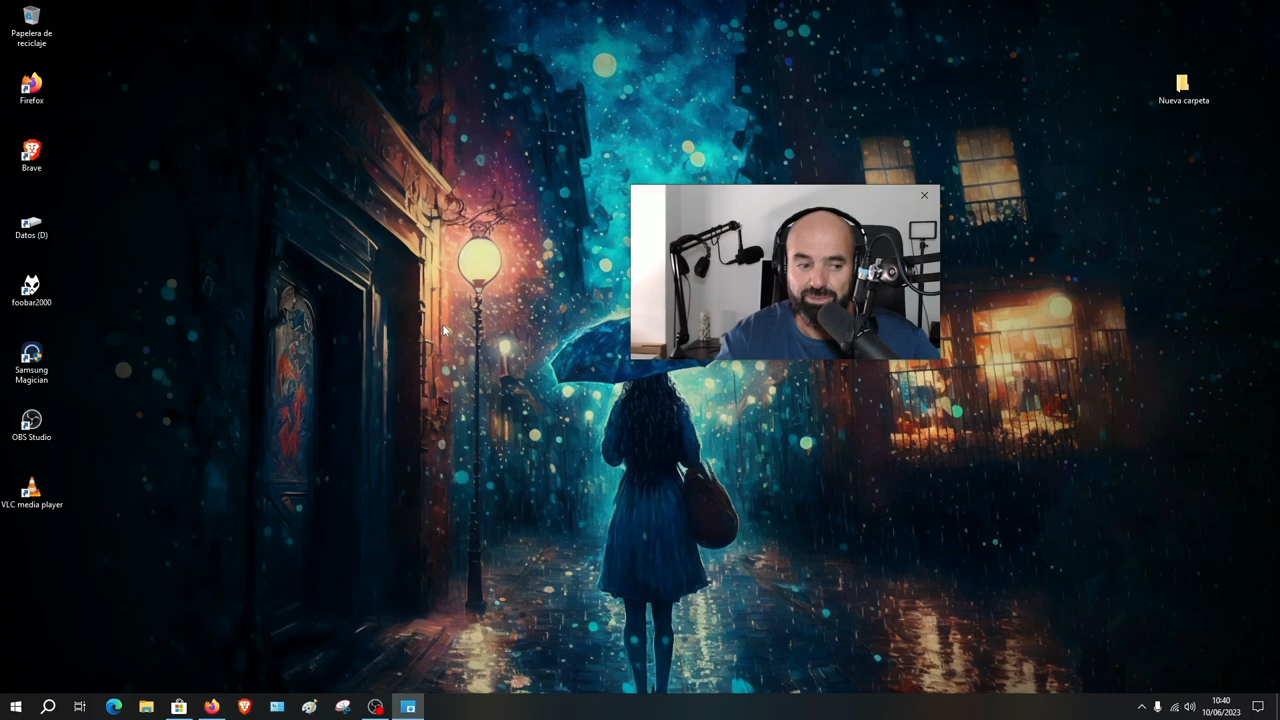 Papelera de
reciclaje
Firefox
Brave
Datos (D)
foobar2000
Samsung
Magician
OBS Studio
VLC media player
Nueva carpeta
10:40
10/06/2023